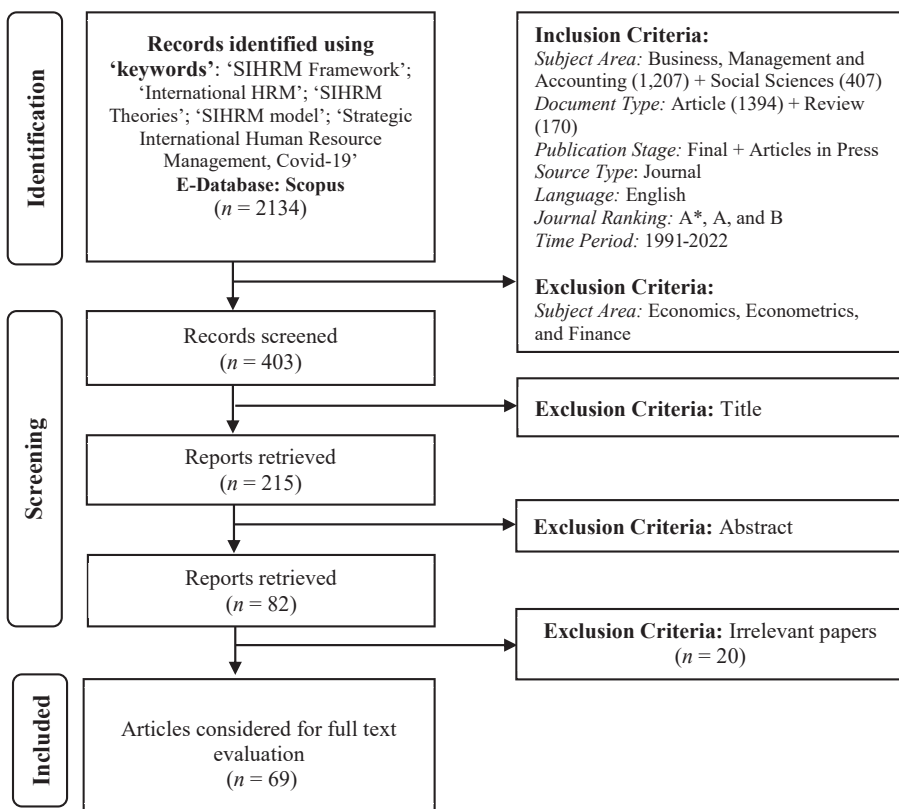 Identification
Records identified using
‘keywords’: ‘SIHRM Framework’;
‘International HRM’; ‘SIHRM
Theories’; ‘SIHRM model’; ‘Strategic
International Human Resource
Management, Covid-19’
E-Database: Scopus
(n = 2134)
Inclusion Criteria:
Subject Area: Business, Management and
Accounting (1,207) + Social Sciences (407)
Document Type: Article (1394) + Review
(170)
Publication Stage: Final + Articles in Press
Source Type: Journal
Language: English
Journal Ranking: A*, A, and B
Time Period: 1991-2022
Exclusion Criteria:
Subject Area: Economics, Econometrics,
and Finance
Screening
Records screened
(n = 403)
Exclusion Criteria: Title
Reports retrieved
(n = 215)
Exclusion Criteria: Abstract
Reports retrieved
(n = 82)
Exclusion Criteria: Irrelevant papers
(n = 20)
Included
Articles considered for full text
evaluation
(n = 69)